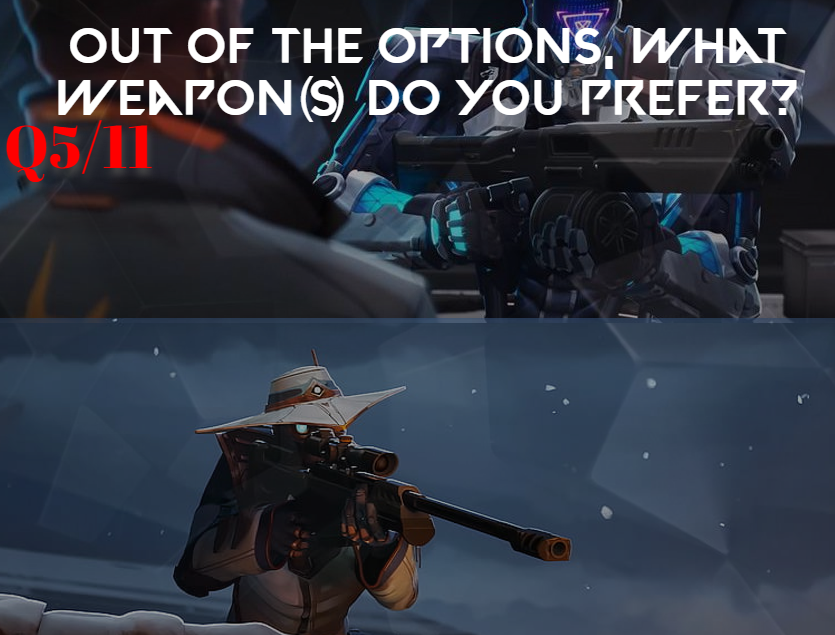 OUT OF THE OPTIONS, WHAT
WEAPON(S) DO YOU PREFER?
Q5/11